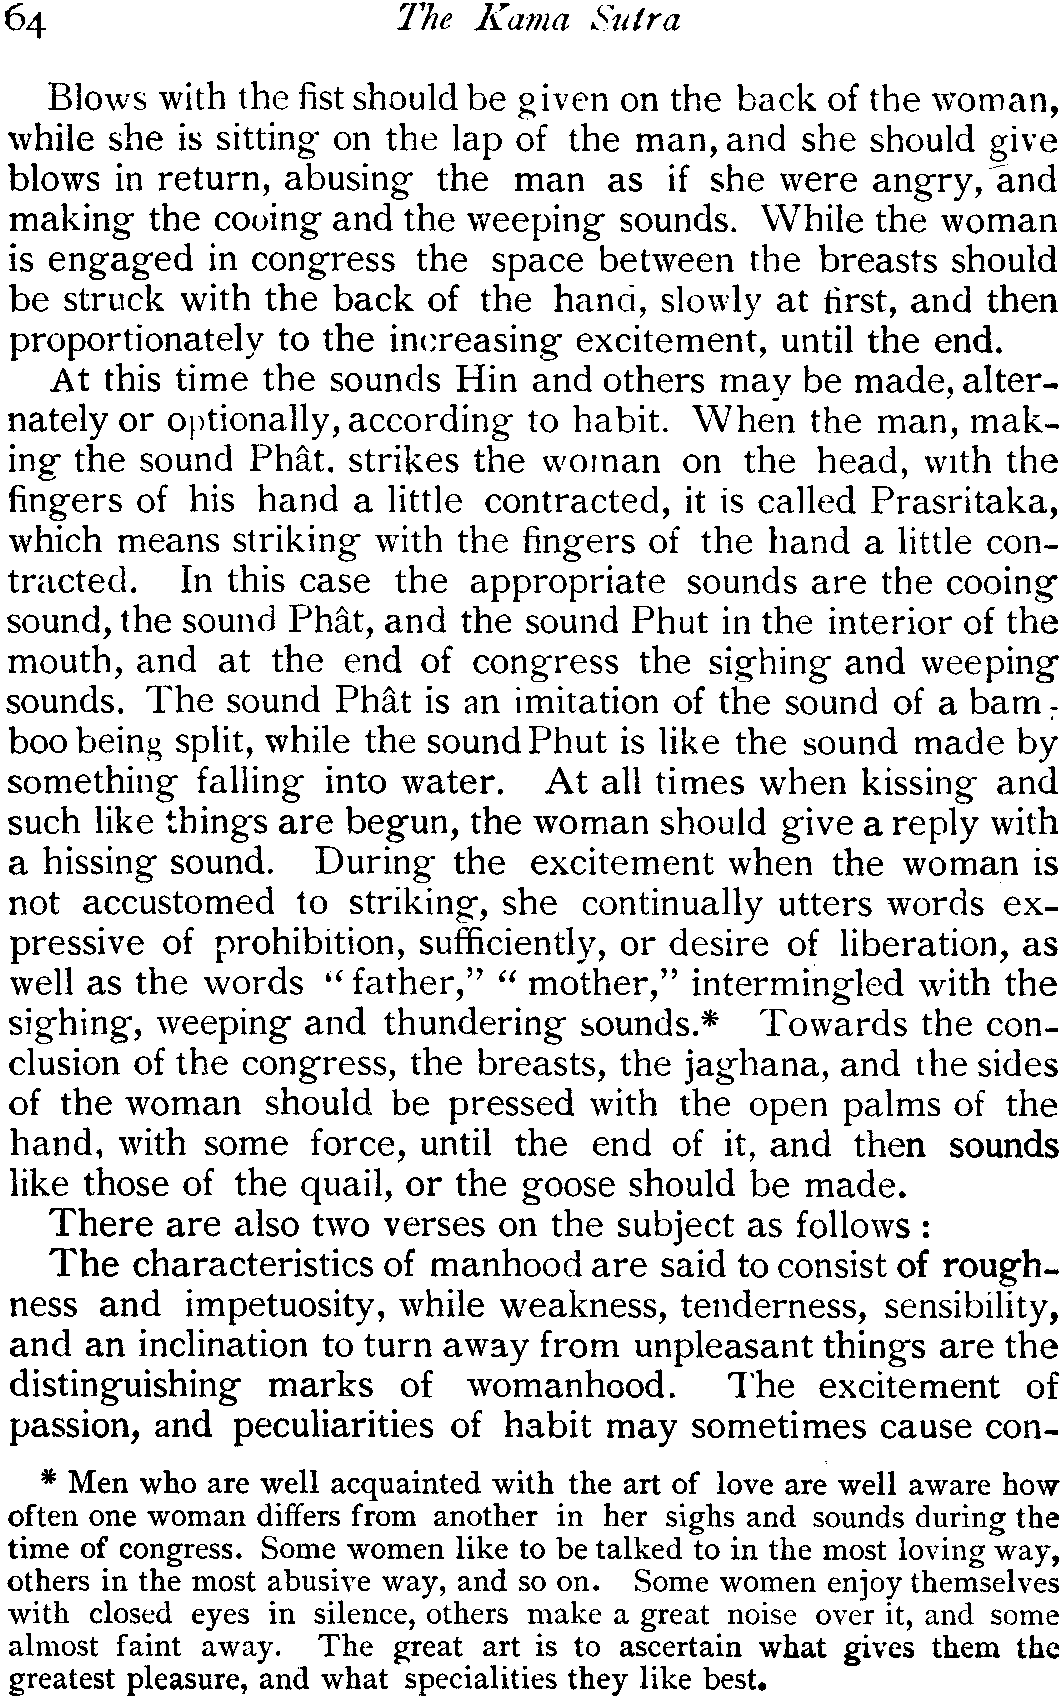 64 The Kama Sutra
Blows with the fist should be given on the back of the woman,
while she is sitting on the lap of the man, and she should give
blows in return, abusing the man as if she were angry, and
making the cooing and the weeping sounds. While the woman
is engaged in congress the space between the breasts should
be struck with the back of the hand, slowly at first, and then
proportionately to the increasing excitement, until the end.
At this time the sounds Hin and others may be made, alter-
nately or optionally, according to habit. When the man, mak-
ing the sound Phât, strikes the woman on the head, with the
fingers of his hand a little contracted, it is called Prasritaka,
which means striking with the fingers of the hand a little con-
tracted. In this case the appropriate sounds are the cooing
sound, the sound Phât, and the sound Phut in the interior of the
mouth, and at the end of congress the sighing and weeping
sounds. The sound Phât is an imitation of the sound of a bam-
boo being split, while the sound Phut is like the sound made by
something falling into water. At all times when kissing and
such like things are begun, the woman should give a reply with
a hissing sound. During the excitement when the woman is
not accustomed to striking, she continually utters words ex-
pressive of prohibition, sufficiently, or desire of liberation, as
well as the words "father," "mother," intermingled with the
sighing, weeping and thundering sounds.* Towards the con-
clusion of the congress, the breasts, the jaghana, and the sides
of the woman should be pressed with the open palms of the
hand, with some force, until the end of it, and then sounds
like those of the quail, or the goose should be made.
There are also two verses on the subject as follows :
The characteristics of manhood are said to consist of rough-
ness and impetuosity, while weakness, tenderness, sensibility,
and an inclination to turn away from unpleasant things are the
distinguishing marks of womanhood. The excitement of
passion, and peculiarities of habit may sometimes cause con-
* Men who are well acquainted with the art of love are well aware how
often one woman differs from another in her sighs and sounds during the
time of congress. Some women like to be talked to in the most loving way,
others in the most abusive way, and so on. Some women enjoy themselves
with closed eyes in silence, others make a great noise over it, and some
almost faint away. The great art is to ascertain what gives them the
greatest pleasure, and what specialities they like best.